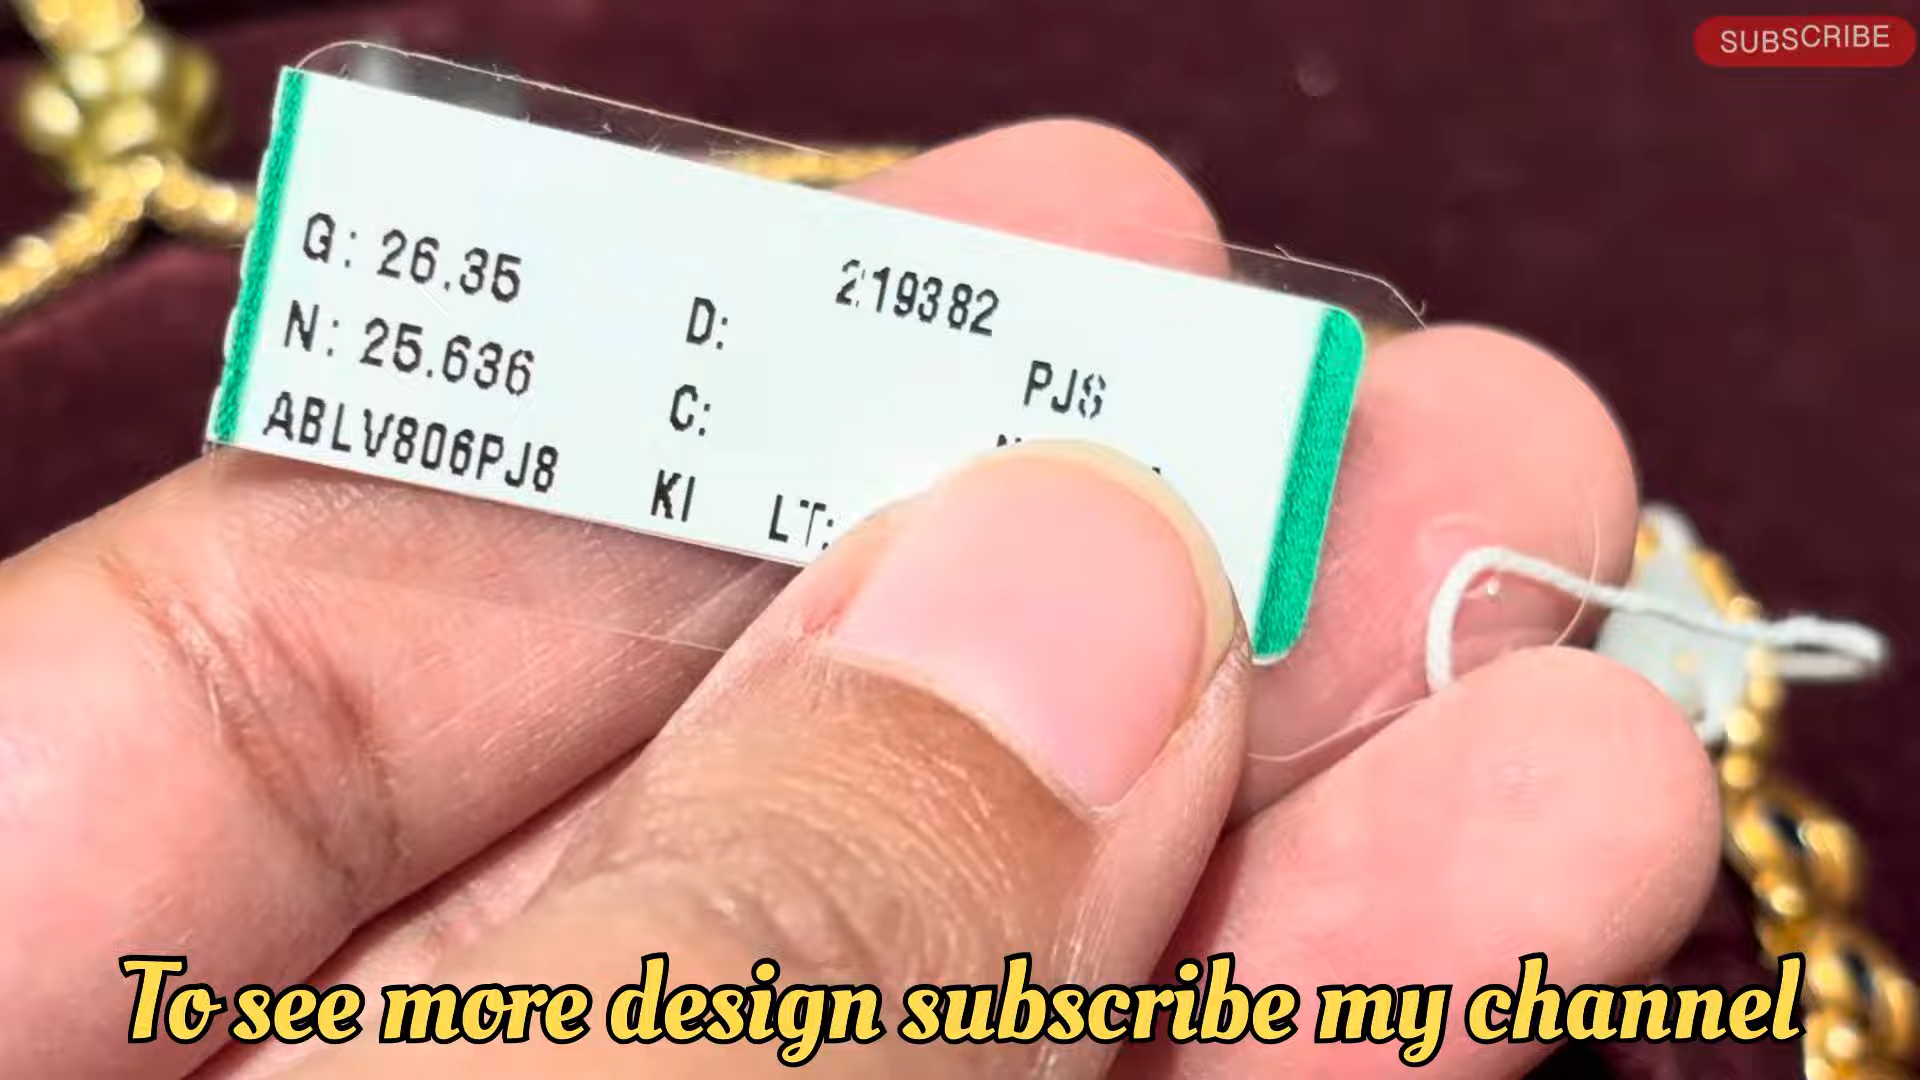 SUBSCRIBE
G: 26.35
N: 25.636
ABLV806PJ8
D:
C:
KI LT:
219382
PJS
To see more design subscribe my channel